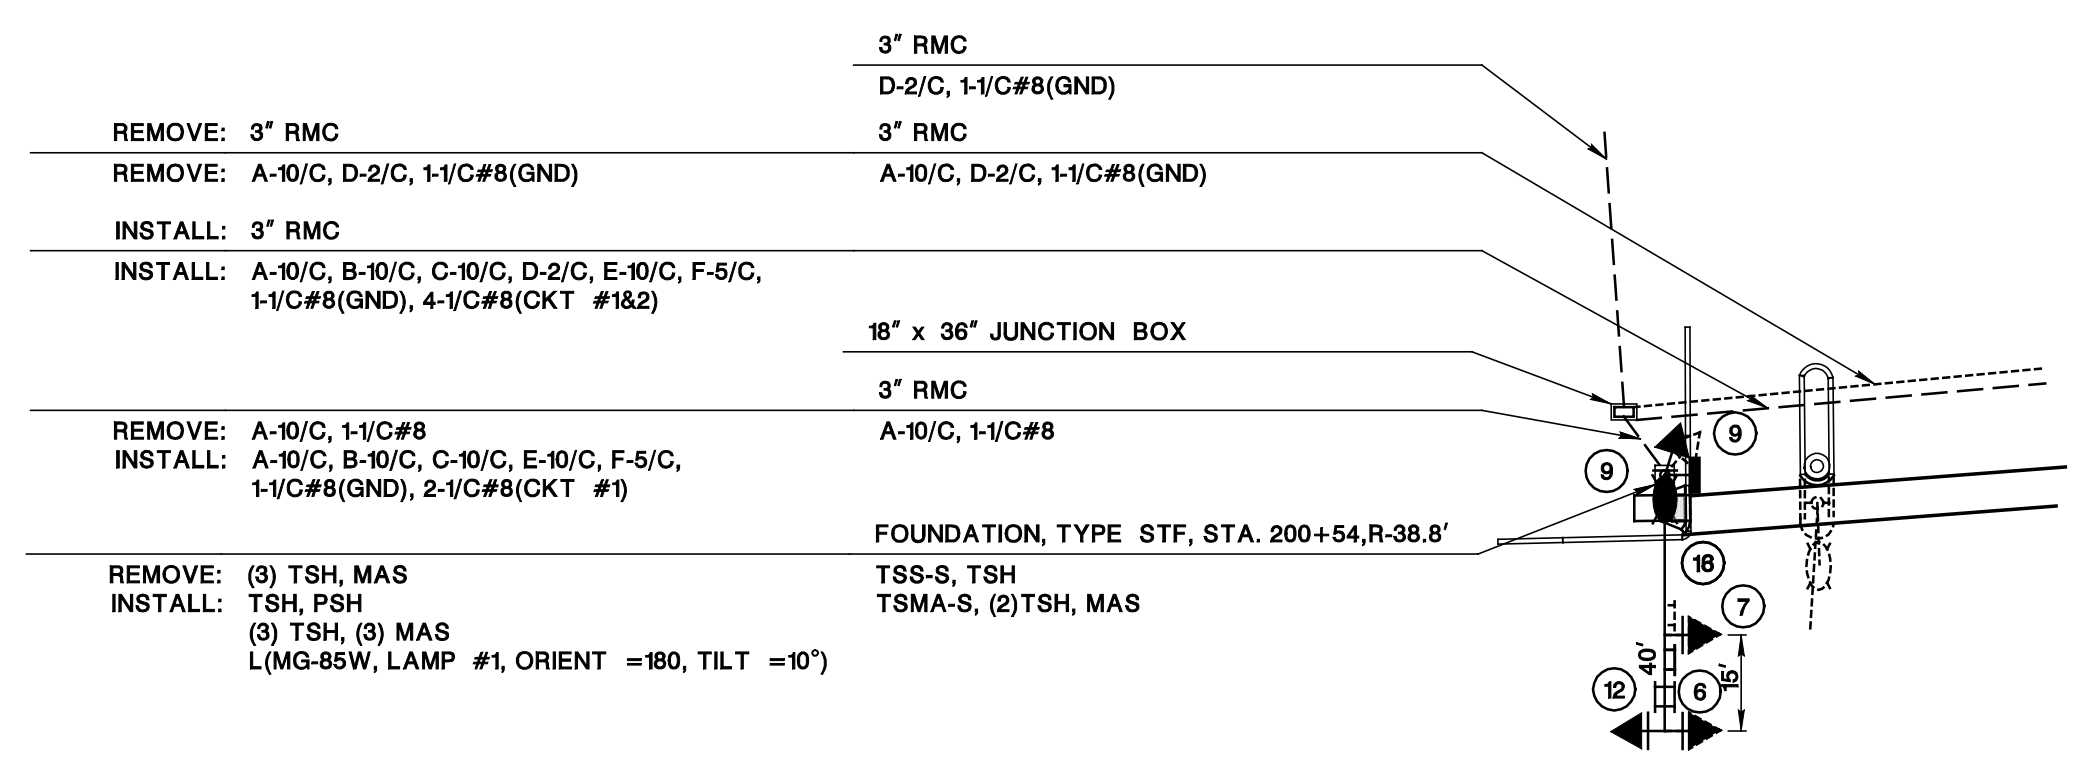 3" RMC
D-2/C, 1-1/C#8(GND)
REMOVE: 3" RMC 3" RMC
REMOVE: A-10/C, D-2/C, 1-1/C#8(GND) A-10/C, D-2/C, 1-1/C#8(GND)
INSTALL: 3" RMC
INSTALL: A-10/C, B-10/C, C-10/C, D-2/C, E-10/C, F-5/C,
1-1/C#8(GND), 4-1/C#8(CKT #1&2)
18" x 36" JUNCTION BOX
3" RMC
REMOVE: A-10/C, 1-1/C#8 A-10/C, 1-1/C#8
INSTALL: A-10/C, B-10/C, C-10/C, E-10/C, F-5/C,
1-1/C#8(GND), 2-1/C#8(CKT #1)
FOUNDATION, TYPE STF, STA. 200+54,R-38.8'
REMOVE: (3) TSH, MAS TSS-S, TSH
INSTALL: TSH, PSH TSMA-S, (2)TSH, MAS
(3) TSH, (3) MAS
L(MG-85W, LAMP #1, ORIENT =180, TILT =10°)
9
9
7
40'
15'
12
6